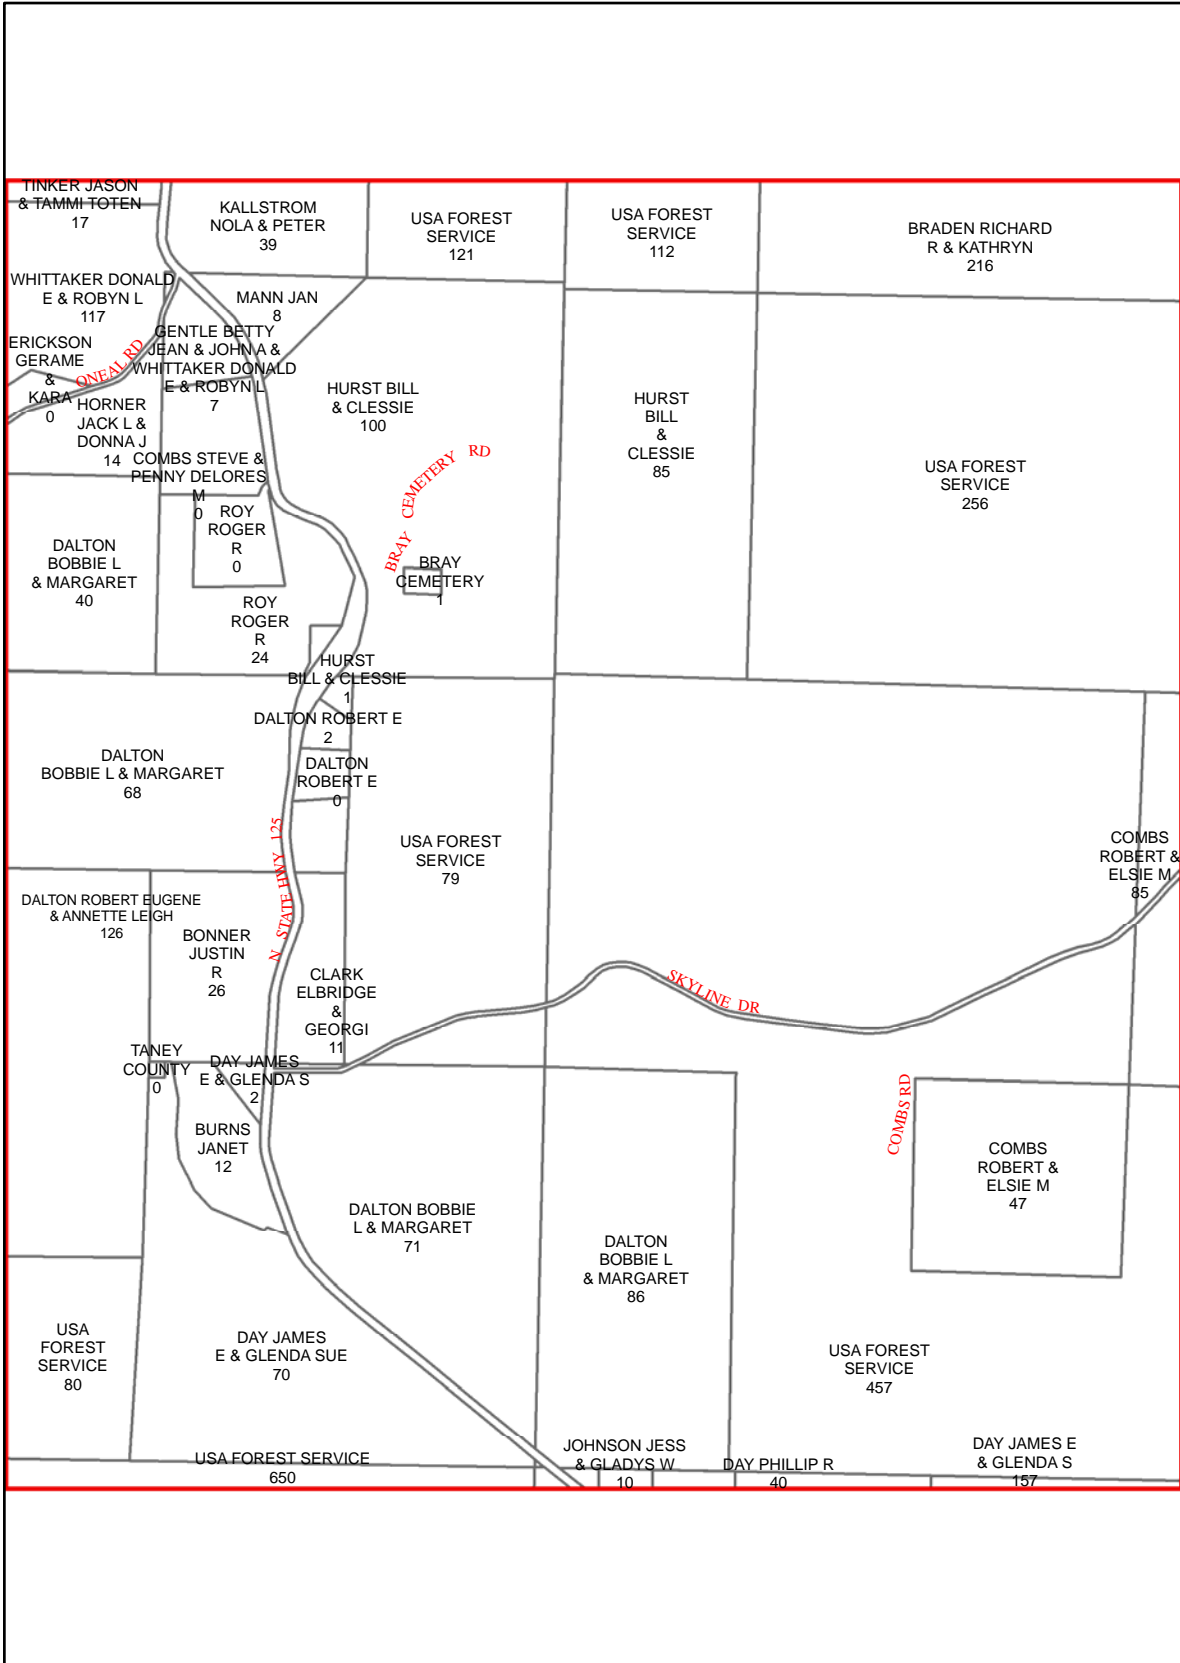 TINKER JASON
& TAMMI TOTEN
17
KALLSTROM
NOLA & PETER
39
USA FOREST
SERVICE
121
USA FOREST
SERVICE
112
BRADEN RICHARD
R & KATHRYN
216
WHITTAKER DONALD
E & ROBYN L
117
MANN JAN
8
GENTLE BETTY
JEAN & JOHN A &
WHITTAKER DONALD
E & ROBYN L
7
ERICKSON
GERAME
&
KARA
0
ONEAL RD
HORNER
JACK L &
DONNA J
14
HURST BILL
& CLESSIE
100
HURST
BILL
&
CLESSIE
85
USA FOREST
SERVICE
256
COMBS STEVE &
PENNY DELORES
M
0
ROY
ROGER
R
0
BRAY CEMETERY RD
BRAY
CEMETERY
1
DALTON
BOBBIE L
& MARGARET
40
ROY
ROGER
R
24
HURST
BILL & CLESSIE
1
DALTON ROBERT E
2
DALTON
ROBERT E
0
DALTON
BOBBIE L & MARGARET
68
N STATE HWY 125
USA FOREST
SERVICE
79
COMBS
ROBERT &
ELSIE M
85
DALTON ROBERT EUGENE
& ANNETTE LEIGH
126
BONNER
JUSTIN
R
26
CLARK
ELBRIDGE
&
GEORGI
11
SKYLINE DR
TANEY
COUNTY
0
DAY JAMES
E & GLENDA S
2
BURNS
JANET
12
COMBS RD
COMBS
ROBERT &
ELSIE M
47
DALTON BOBBIE
L & MARGARET
71
DALTON
BOBBIE L
& MARGARET
86
USA
FOREST
SERVICE
80
DAY JAMES
E & GLENDA SUE
70
USA FOREST
SERVICE
457
USA FOREST SERVICE
650
JOHNSON JESS
& GLADYS W
10
DAY PHILLIP R
40
DAY JAMES E
& GLENDA S
157